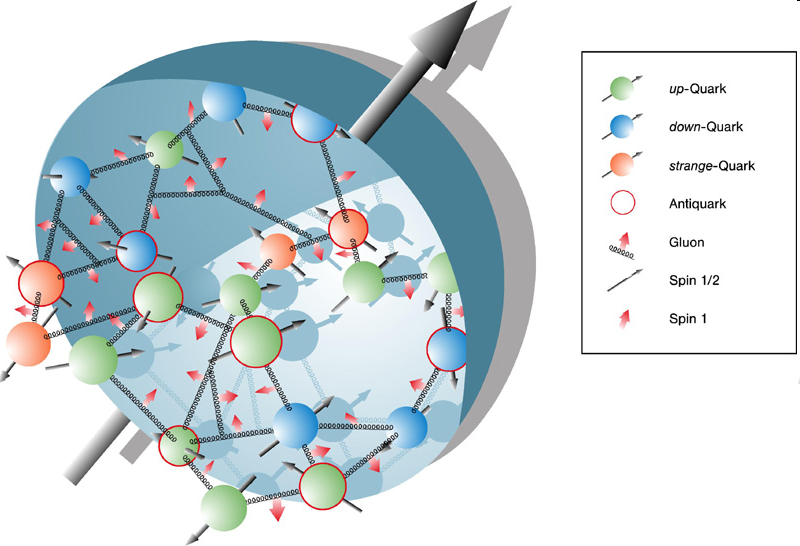 up-Quark
down-Quark
strange-Quark
Antiquark
Gluon
Spin 1/2
Spin 1